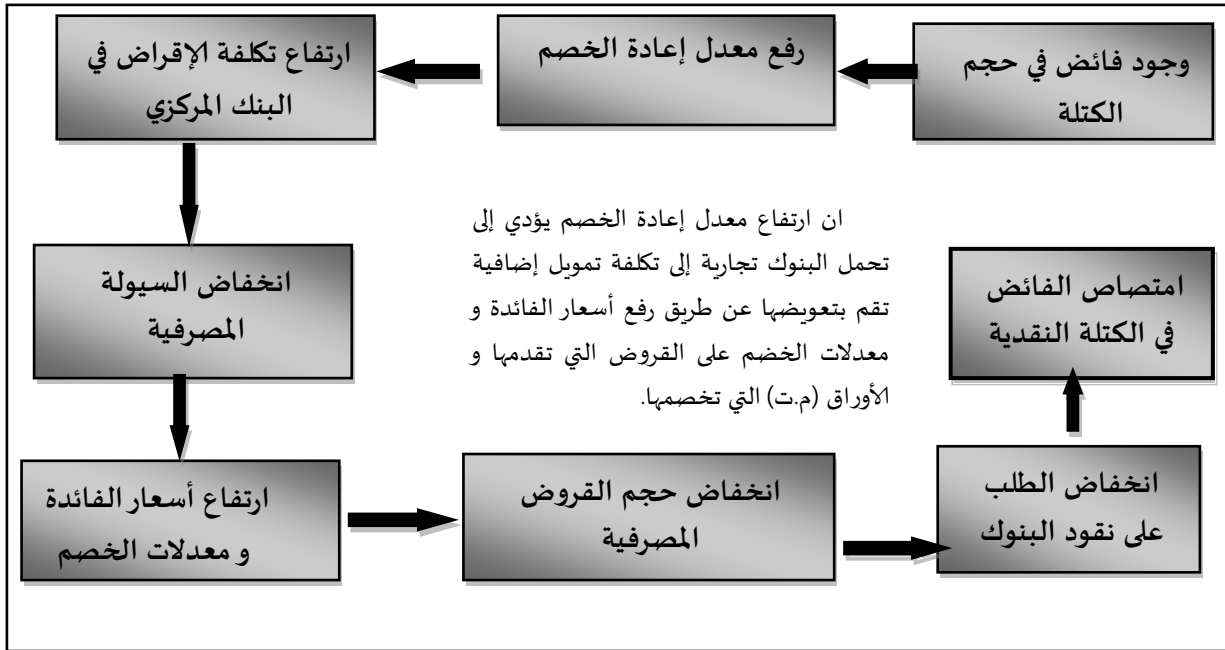 وجود فائض في حجم
الكتلة
رفع معدل إعادة الخصم
ارتفاع تكلفة الإقراض في
البنك المركزي
انخفاض السيولة
المصرفية
ارتفاع أسعار الفائدة
و معدلات الخصم
انخفاض حجم القروض
المصرفية
انخفاض الطلب
على نقود البنوك
امتصاص الفائض
في الكتلة النقدية
ان ارتفاع معدل إعادة الخصم يؤدي إلى
تحمل البنوك تجارية إلى تكلفة تمويل إضافية
تقم بتعويضها عن طريق رفع أسعار الفائدة و
معدلات الخضم على القروض التي تقدمها و
الأوراق (م.ت) التي تخصمها.